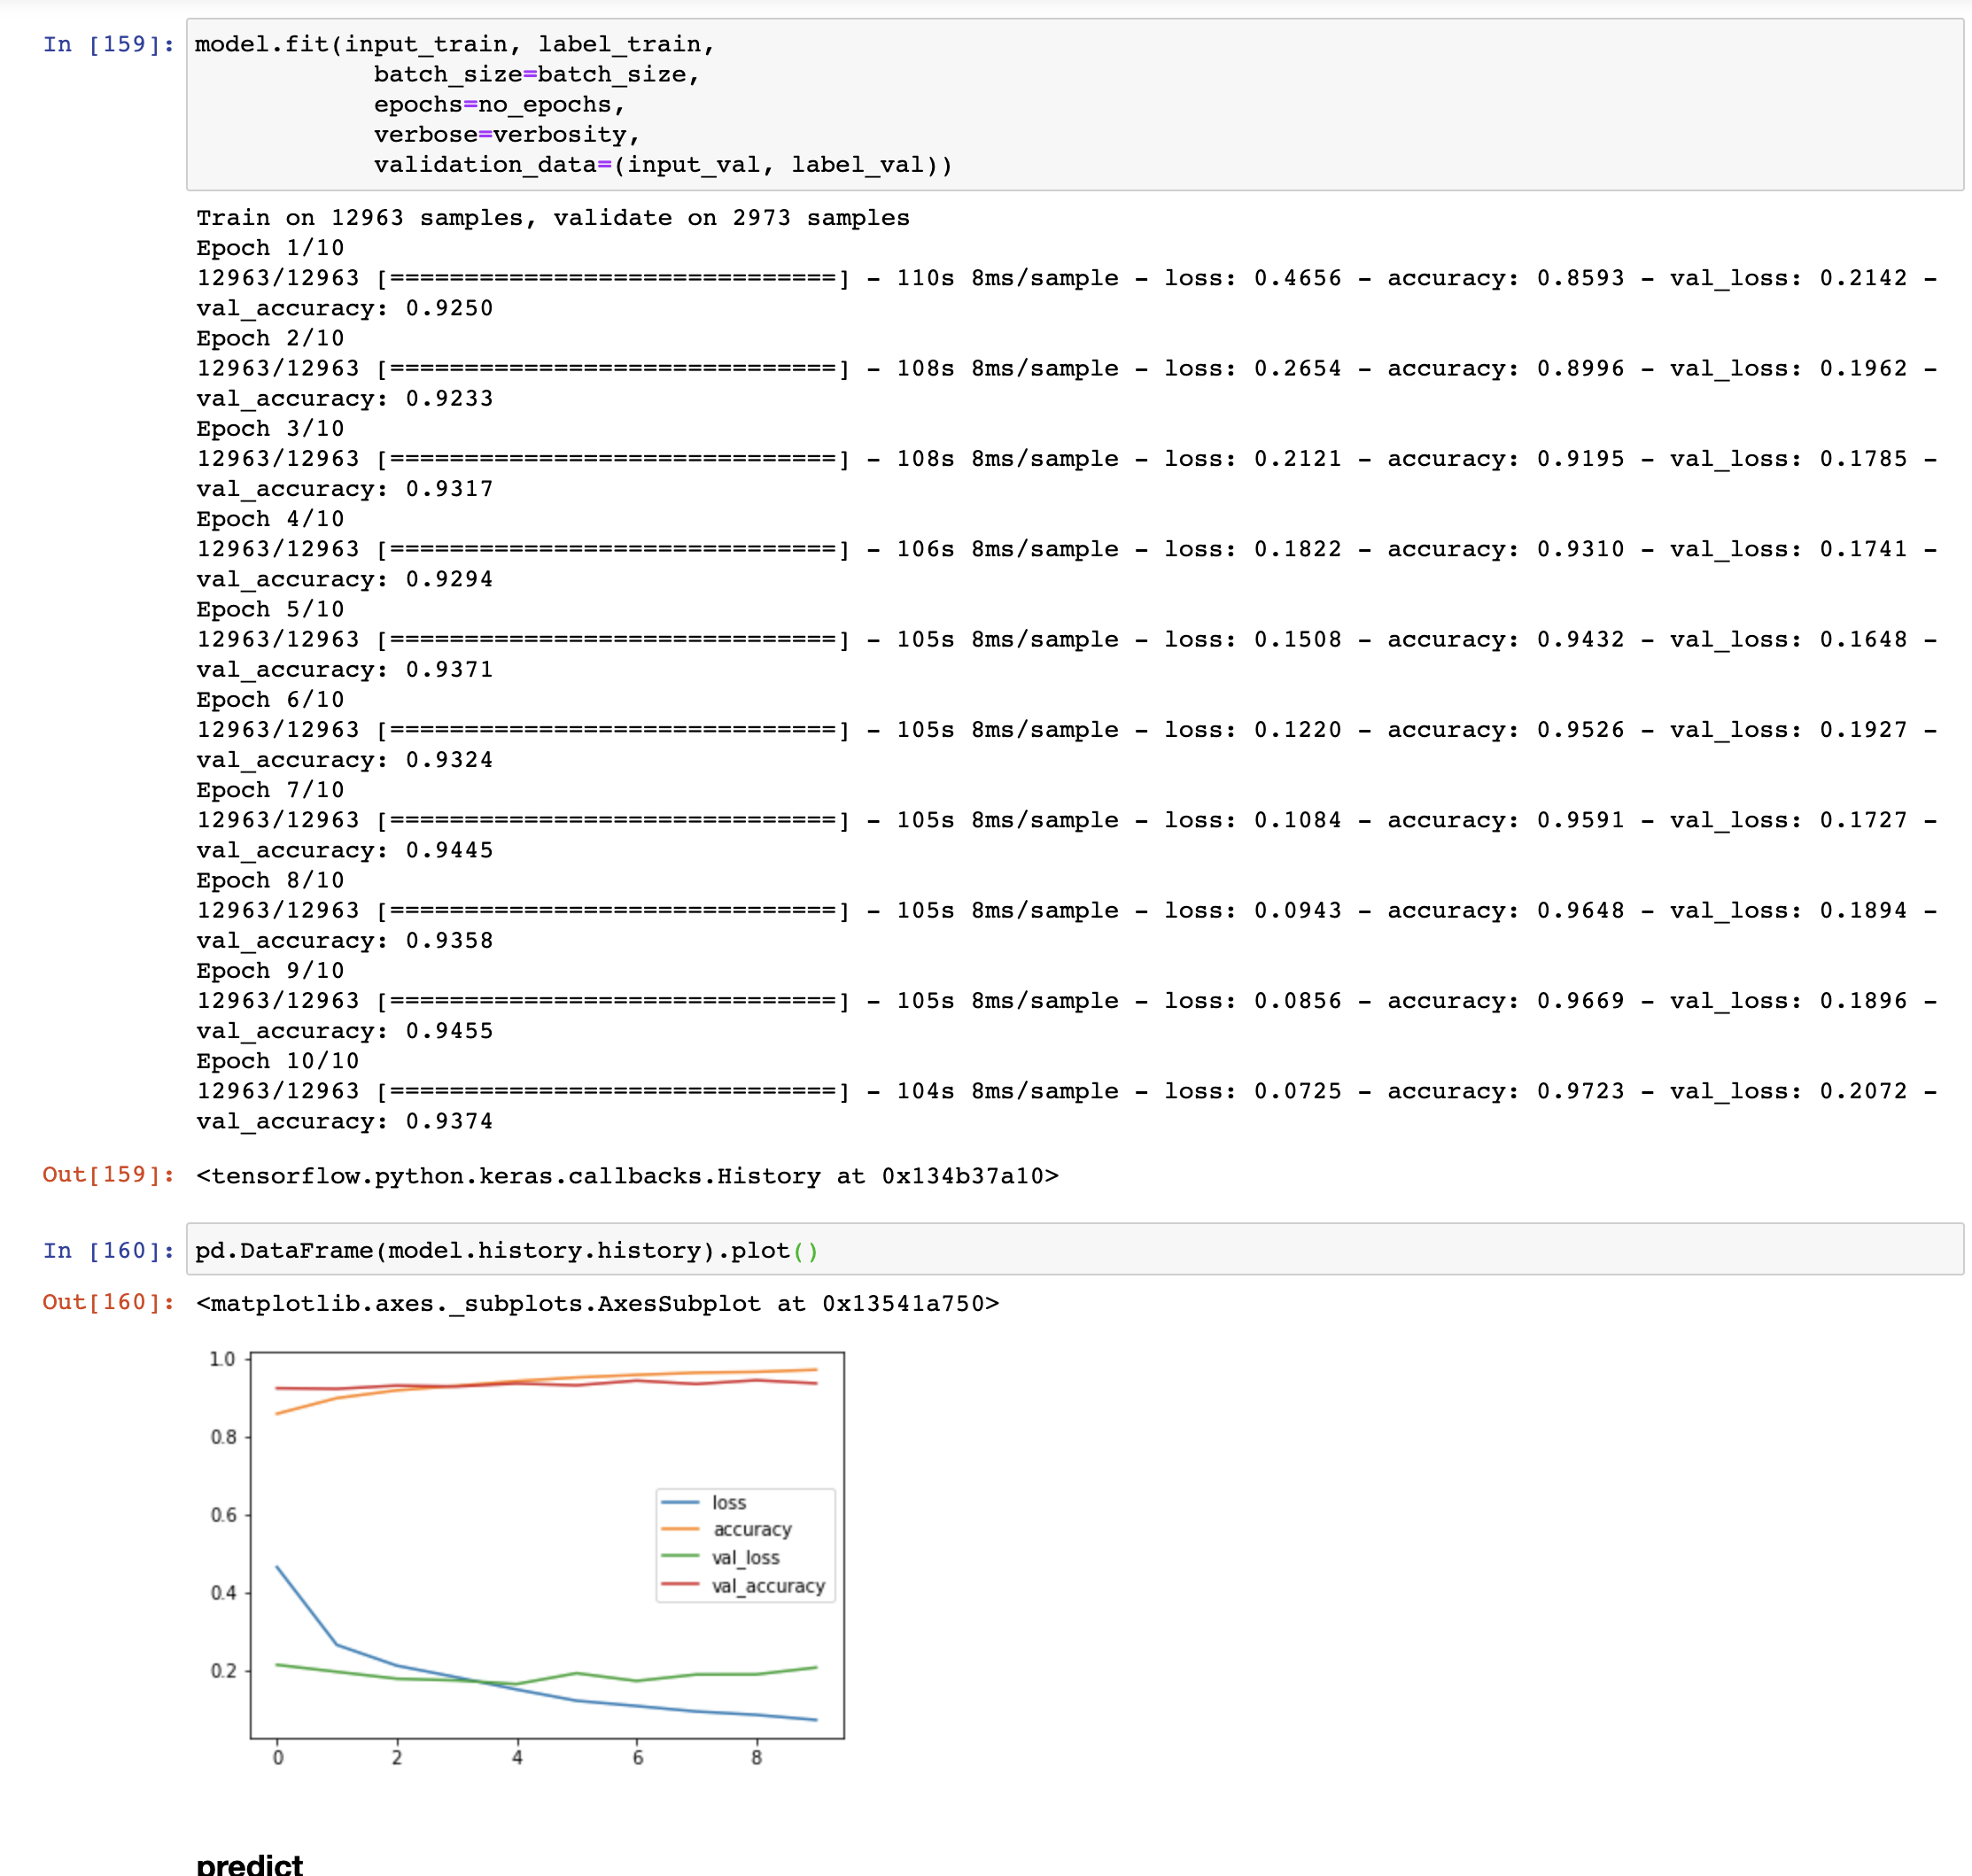 In [159]: model.fit(input_train, label_train,
batch_size=batch_size,
epochs=no_epochs,
verbose=verbosity,
validation_data=(input_val, label_val))
Train on 12963 samples, validate on 2973 samples
Epoch 1/10
12963/12963 [==============================] - 110s 8ms/sample - loss: 0.4656 - accuracy: 0.8593 - val_loss: 0.2142 -
val_accuracy: 0.9250
Epoch 2/10
12963/12963 [==============================] - 108s 8ms/sample - loss: 0.2654 - accuracy: 0.8996 - val_loss: 0.1962 -
val_accuracy: 0.9233
Epoch 3/10
12963/12963 [==============================] - 108s 8ms/sample - loss: 0.2121 - accuracy: 0.9195 - val_loss: 0.1785 -
val_accuracy: 0.9317
Epoch 4/10
12963/12963 [==============================] - 106s 8ms/sample - loss: 0.1822 - accuracy: 0.9310 - val_loss: 0.1741 -
val_accuracy: 0.9294
Epoch 5/10
12963/12963 [==============================] - 105s 8ms/sample - loss: 0.1508 - accuracy: 0.9432 - val_loss: 0.1648 -
val_accuracy: 0.9371
Epoch 6/10
12963/12963 [==============================] - 105s 8ms/sample - loss: 0.1220 - accuracy: 0.9526 - val_loss: 0.1927 -
val_accuracy: 0.9324
Epoch 7/10
12963/12963 [==============================] - 105s 8ms/sample - loss: 0.1084 - accuracy: 0.9591 - val_loss: 0.1727 -
val_accuracy: 0.9445
Epoch 8/10
12963/12963 [==============================] - 105s 8ms/sample - loss: 0.0943 - accuracy: 0.9648 - val_loss: 0.1894 -
val_accuracy: 0.9358
Epoch 9/10
12963/12963 [==============================] - 105s 8ms/sample - loss: 0.0856 - accuracy: 0.9669 - val_loss: 0.1896 -
val_accuracy: 0.9455
Epoch 10/10
12963/12963 [==============================] - 104s 8ms/sample - loss: 0.0725 - accuracy: 0.9723 - val_loss: 0.2072 -
val_accuracy: 0.9374
Out[159]: <tensorflow.python.keras.callbacks.History at 0x134b37a10>
In [160]: pd.DataFrame(model.history.history).plot()
Out[160]: <matplotlib.axes._subplots.AxesSubplot at 0x13541a750>
1.0
0.8
0.6
0.4
0.2
loss
accuracy
val_loss
val_accuracy
0 2 4 6 8
predict